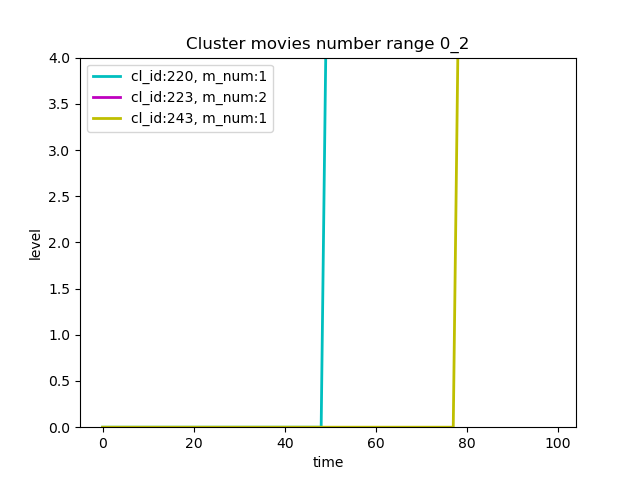 Cluster movies number range 0_2
cl_id:220, m_num:1
cl_id:223, m_num:2
cl_id:243, m_num:1
4.0
3.5
3.0
2.5
2.0
1.5
1.0
0.5
0.0
level
0 20 40 60 80 100
time